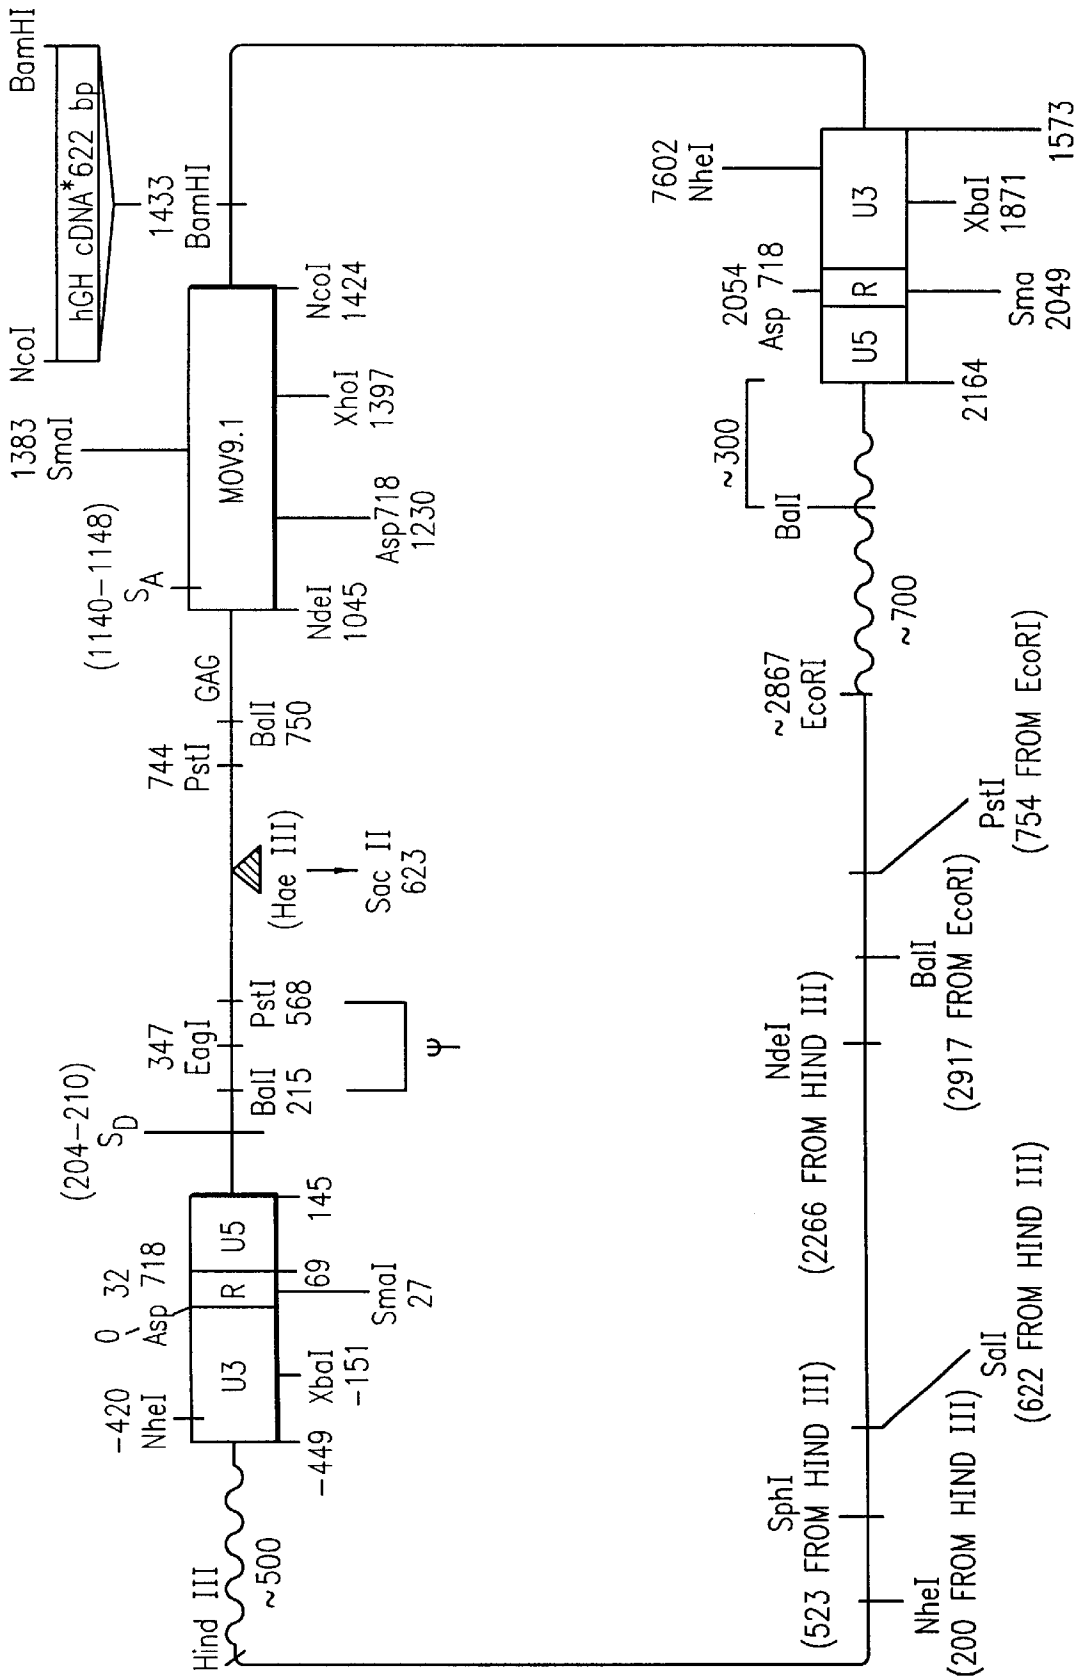 Hind III
~500
-449
-420
NheI
XbaI
-151
U3
0
32
Asp 718
R
U5
69
SmaI
27
145
(204-210)
SD
BalI
215
347
EagI
PstI
568
ψ
(Hae III)
Sac II
623
744
PstI
BalI
750
GAG
NdeI
1045
(1140-1148)
SA
MOV9.1
Asp718
1230
1383
SmaI
XhoI
1397
NcoI
1424
1433
BamHI
NcoI
hGH cDNA*622 bp
BamHI
NheI
(200 FROM HIND III)
SphI
(523 FROM HIND III)
SalI
(622 FROM HIND III)
NdeI
(2266 FROM HIND III)
BalI
(2917 FROM EcoRI)
PstI
(754 FROM EcoRI)
~2867
EcoRI
~700
BalI
~300
2164
U5
R
U3
2054
Asp 718
Sma
2049
7602
NheI
XbaI
1871
1573